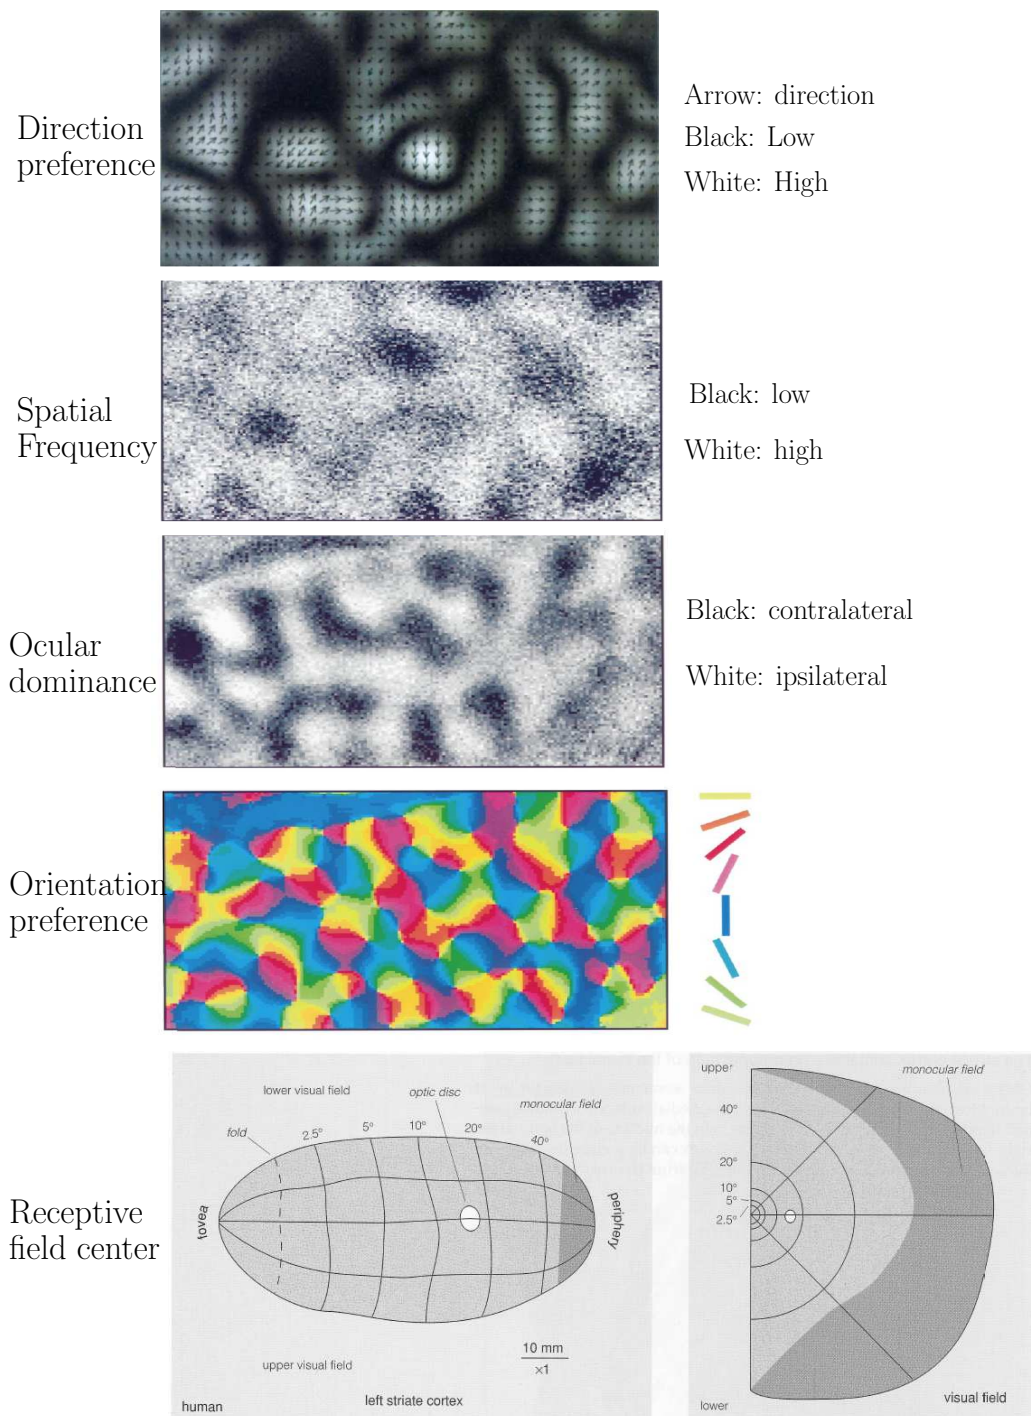 Direction
preference
Arrow: direction
Black: Low
White: High
Spatial
Frequency
Black: low
White: high
Ocular
dominance
Black: contralateral
White: ipsilateral
Orientation
preference
Receptive
field center
lower visual field
optic disc
monocular field
fold
2.5°
5°
10°
20°
40°
fovea
periphery
10 mm
×1
upper visual field
human
left striate cortex
upper
monocular field
40°
20°
10°
5°
2.5°
lower
visual field